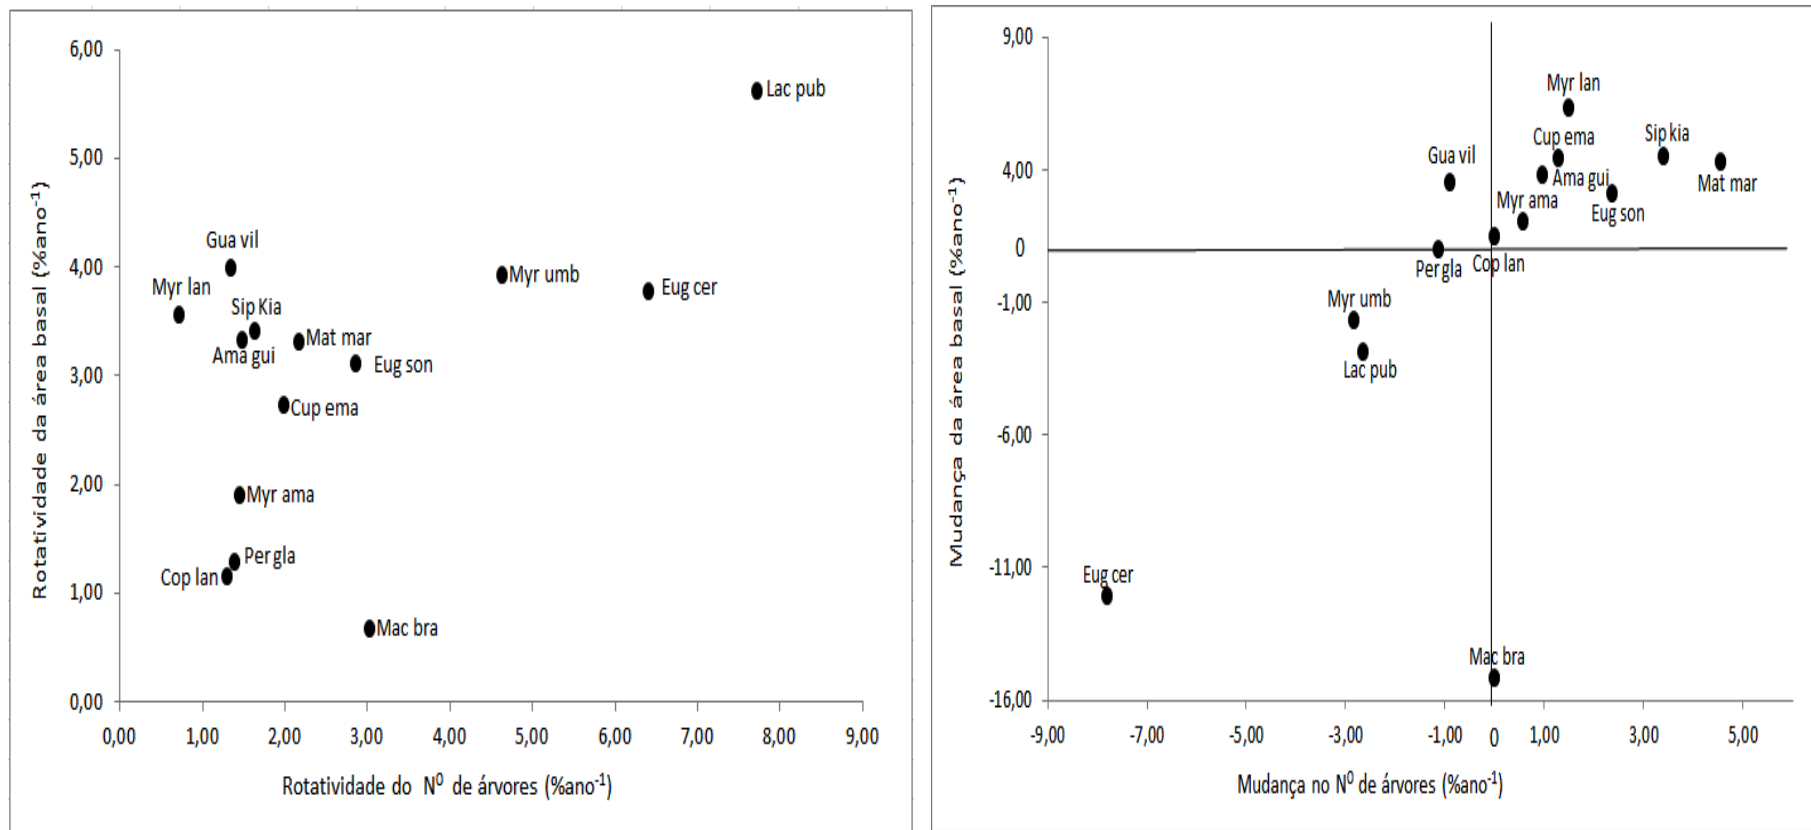 6,00
5,00
4,00
3,00
2,00
1,00
0,00
Rotatividade da área basal (%ano⁻¹)
Lac pub
Gua vil
Myr lan
Sip Kia
Ama gui
Mat mar
Eug son
Myr umb
Eug cer
Cup ema
Myr ama
Per gla
Cop lan
Mac bra
0,00 1,00 2,00 3,00 4,00 5,00 6,00 7,00 8,00 9,00
Rotatividade do N⁰ de árvores (%ano⁻¹)
9,00
4,00
0
-1,00
-6,00
-11,00
-16,00
Mudança da área basal (%ano⁻¹)
Myr lan
Cup ema
Sip kia
Gua vil
Ama gui
Mat mar
Myr ama
Eug son
Per gla
Cop lan
Myr umb
Lac pub
Eug cer
Mac bra
-9,00 -7,00 -5,00 -3,00 -1,00 0 1,00 3,00 5,00
Mudança no N⁰ de árvores (%ano⁻¹)